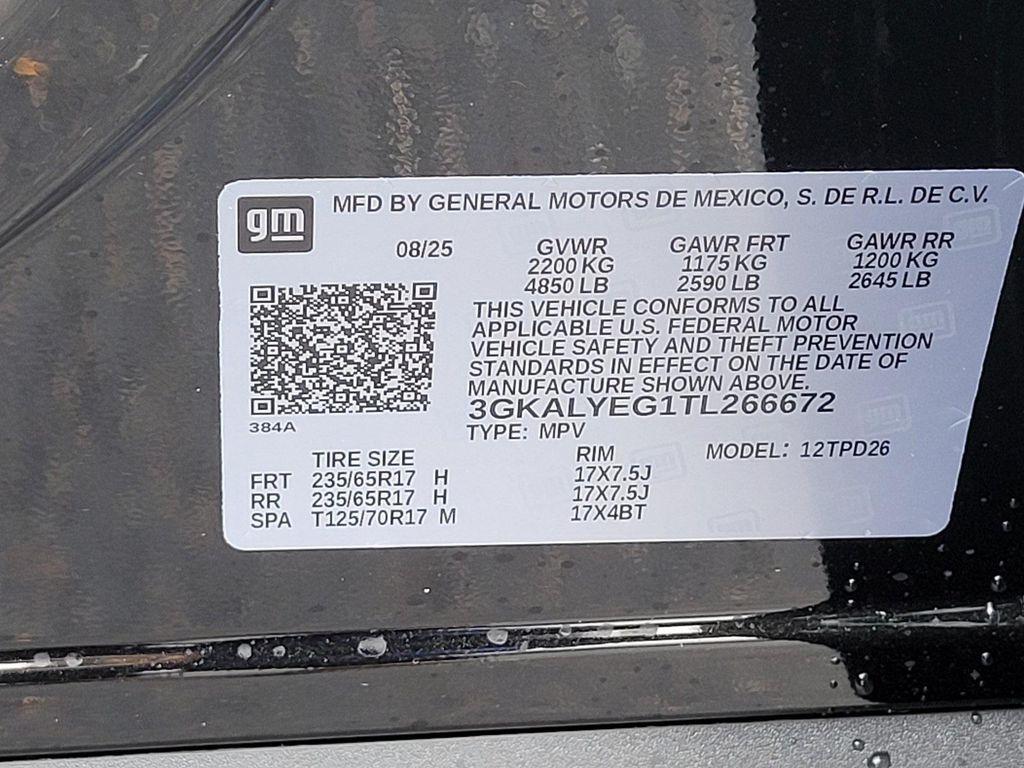 gm
MFD BY GENERAL MOTORS DE MEXICO, S. DE R.L. DE C.V.
08/25 GVWR GAWR FRT GAWR RR
2200 KG 1175 KG 1200 KG
4850 LB 2590 LB 2645 LB
THIS VEHICLE CONFORMS TO ALL
APPLICABLE U.S. FEDERAL MOTOR
VEHICLE SAFETY AND THEFT PREVENTION
STANDARDS IN EFFECT ON THE DATE OF
MANUFACTURE SHOWN ABOVE.
3GKALYEG1TL266672
384A
TYPE: MPV
TIRE SIZE RIM MODEL: 12TPD26
FRT 235/65R17 H 17X7.5J
RR 235/65R17 H 17X7.5J
SPA T125/70R17 M 17X4BT